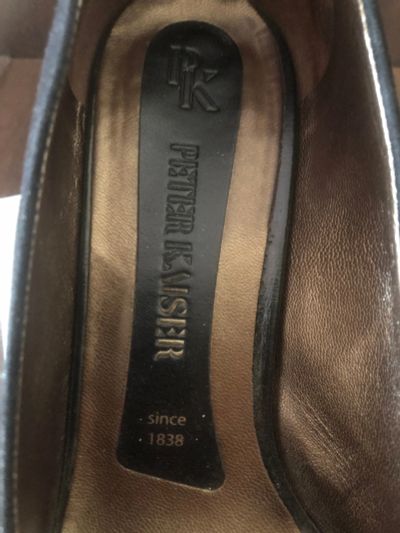 PK
PETER KAISER
since
1838